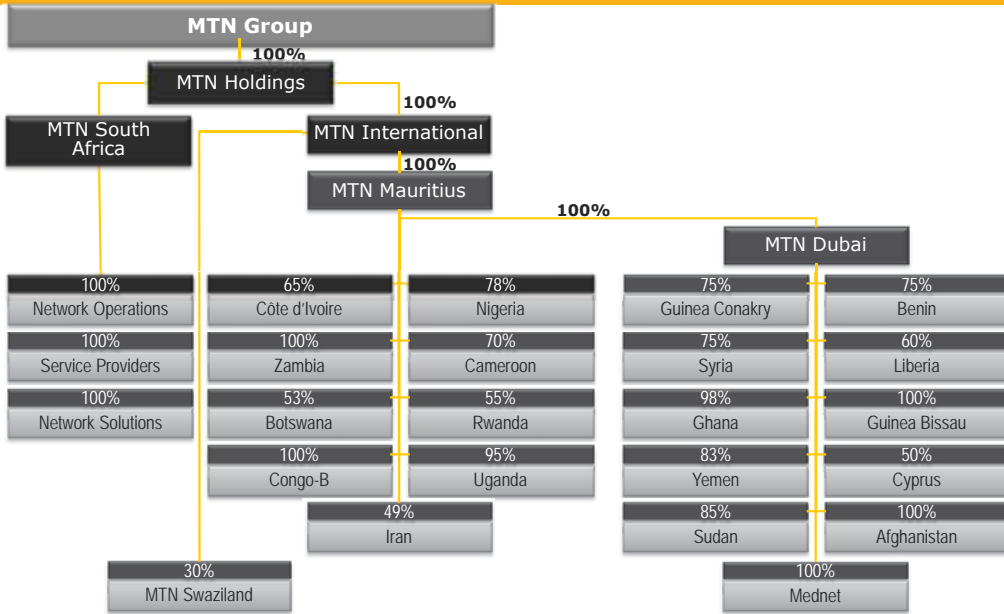 MTN Group
100%
MTN Holdings
100%
MTN South
Africa
MTN International
100%
MTN Mauritius
100%
MTN Dubai
100%
Network Operations
100%
Service Providers
100%
Network Solutions
65%
Côte d'Ivoire
78%
Nigeria
100%
Zambia
70%
Cameroon
53%
Botswana
55%
Rwanda
100%
Congo-B
95%
Uganda
49%
Iran
30%
MTN Swaziland
75%
Guinea Conakry
75%
Benin
75%
Syria
60%
Liberia
98%
Ghana
100%
Guinea Bissau
83%
Yemen
50%
Cyprus
85%
Sudan
100%
Afghanistan
100%
Mednet